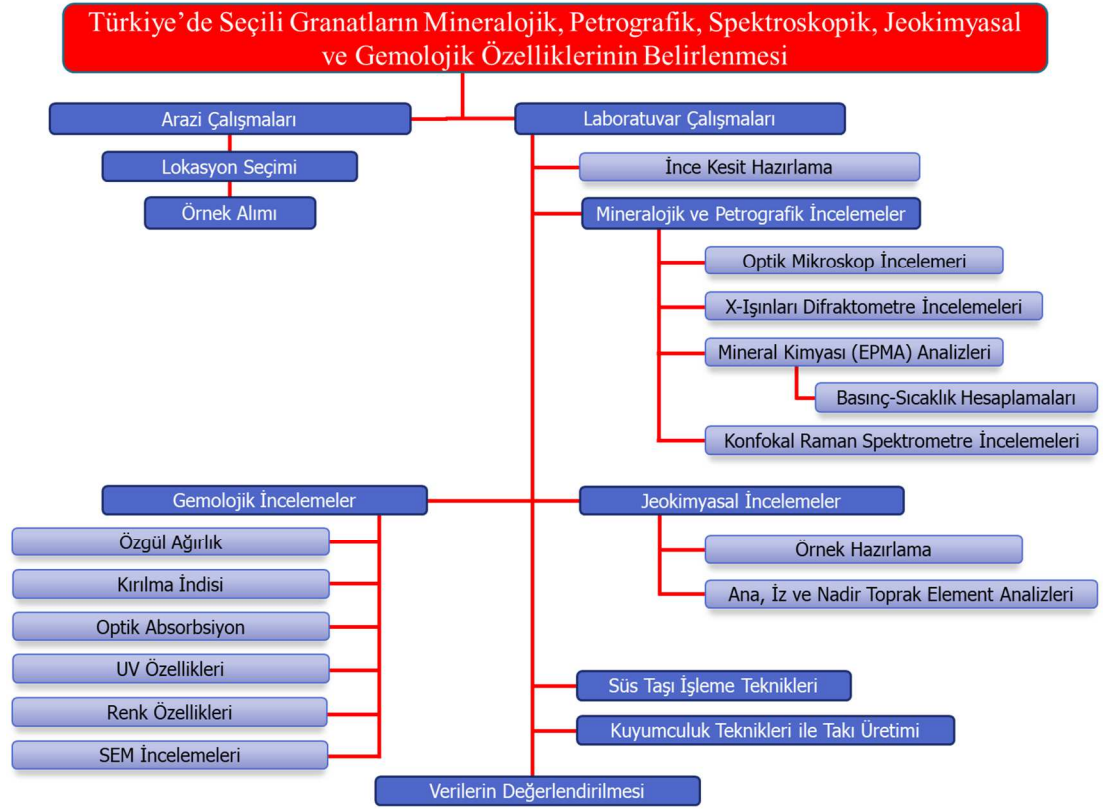 Türkiye’de Seçili Granatların Mineralojik, Petrografik, Spektroskopik, Jeokimyasal
ve Gemolojik Özelliklerinin Belirlenmesi
Arazi Çalışmaları
Lokasyon Seçimi
Örnek Alımı
Laboratuvar Çalışmaları
İnce Kesit Hazırlama
Mineralojik ve Petrografik İncelemeler
Optik Mikroskop İncelemeri
X-Işınları Difraktometre İncelemeleri
Mineral Kimyası (EPMA) Analizleri
Basınç-Sıcaklık Hesaplamaları
Konfokal Raman Spektrometre İncelemeleri
Gemolojik İncelemeler
Özgül Ağırlık
Kırılma İndisi
Optik Absorbsiyon
UV Özellikleri
Renk Özellikleri
SEM İncelemeleri
Jeokimyasal İncelemeler
Örnek Hazırlama
Ana, İz ve Nadir Toprak Element Analizleri
Süs Taşı İşleme Teknikleri
Kuyumculuk Teknikleri ile Takı Üretimi
Verilerin Değerlendirilmesi